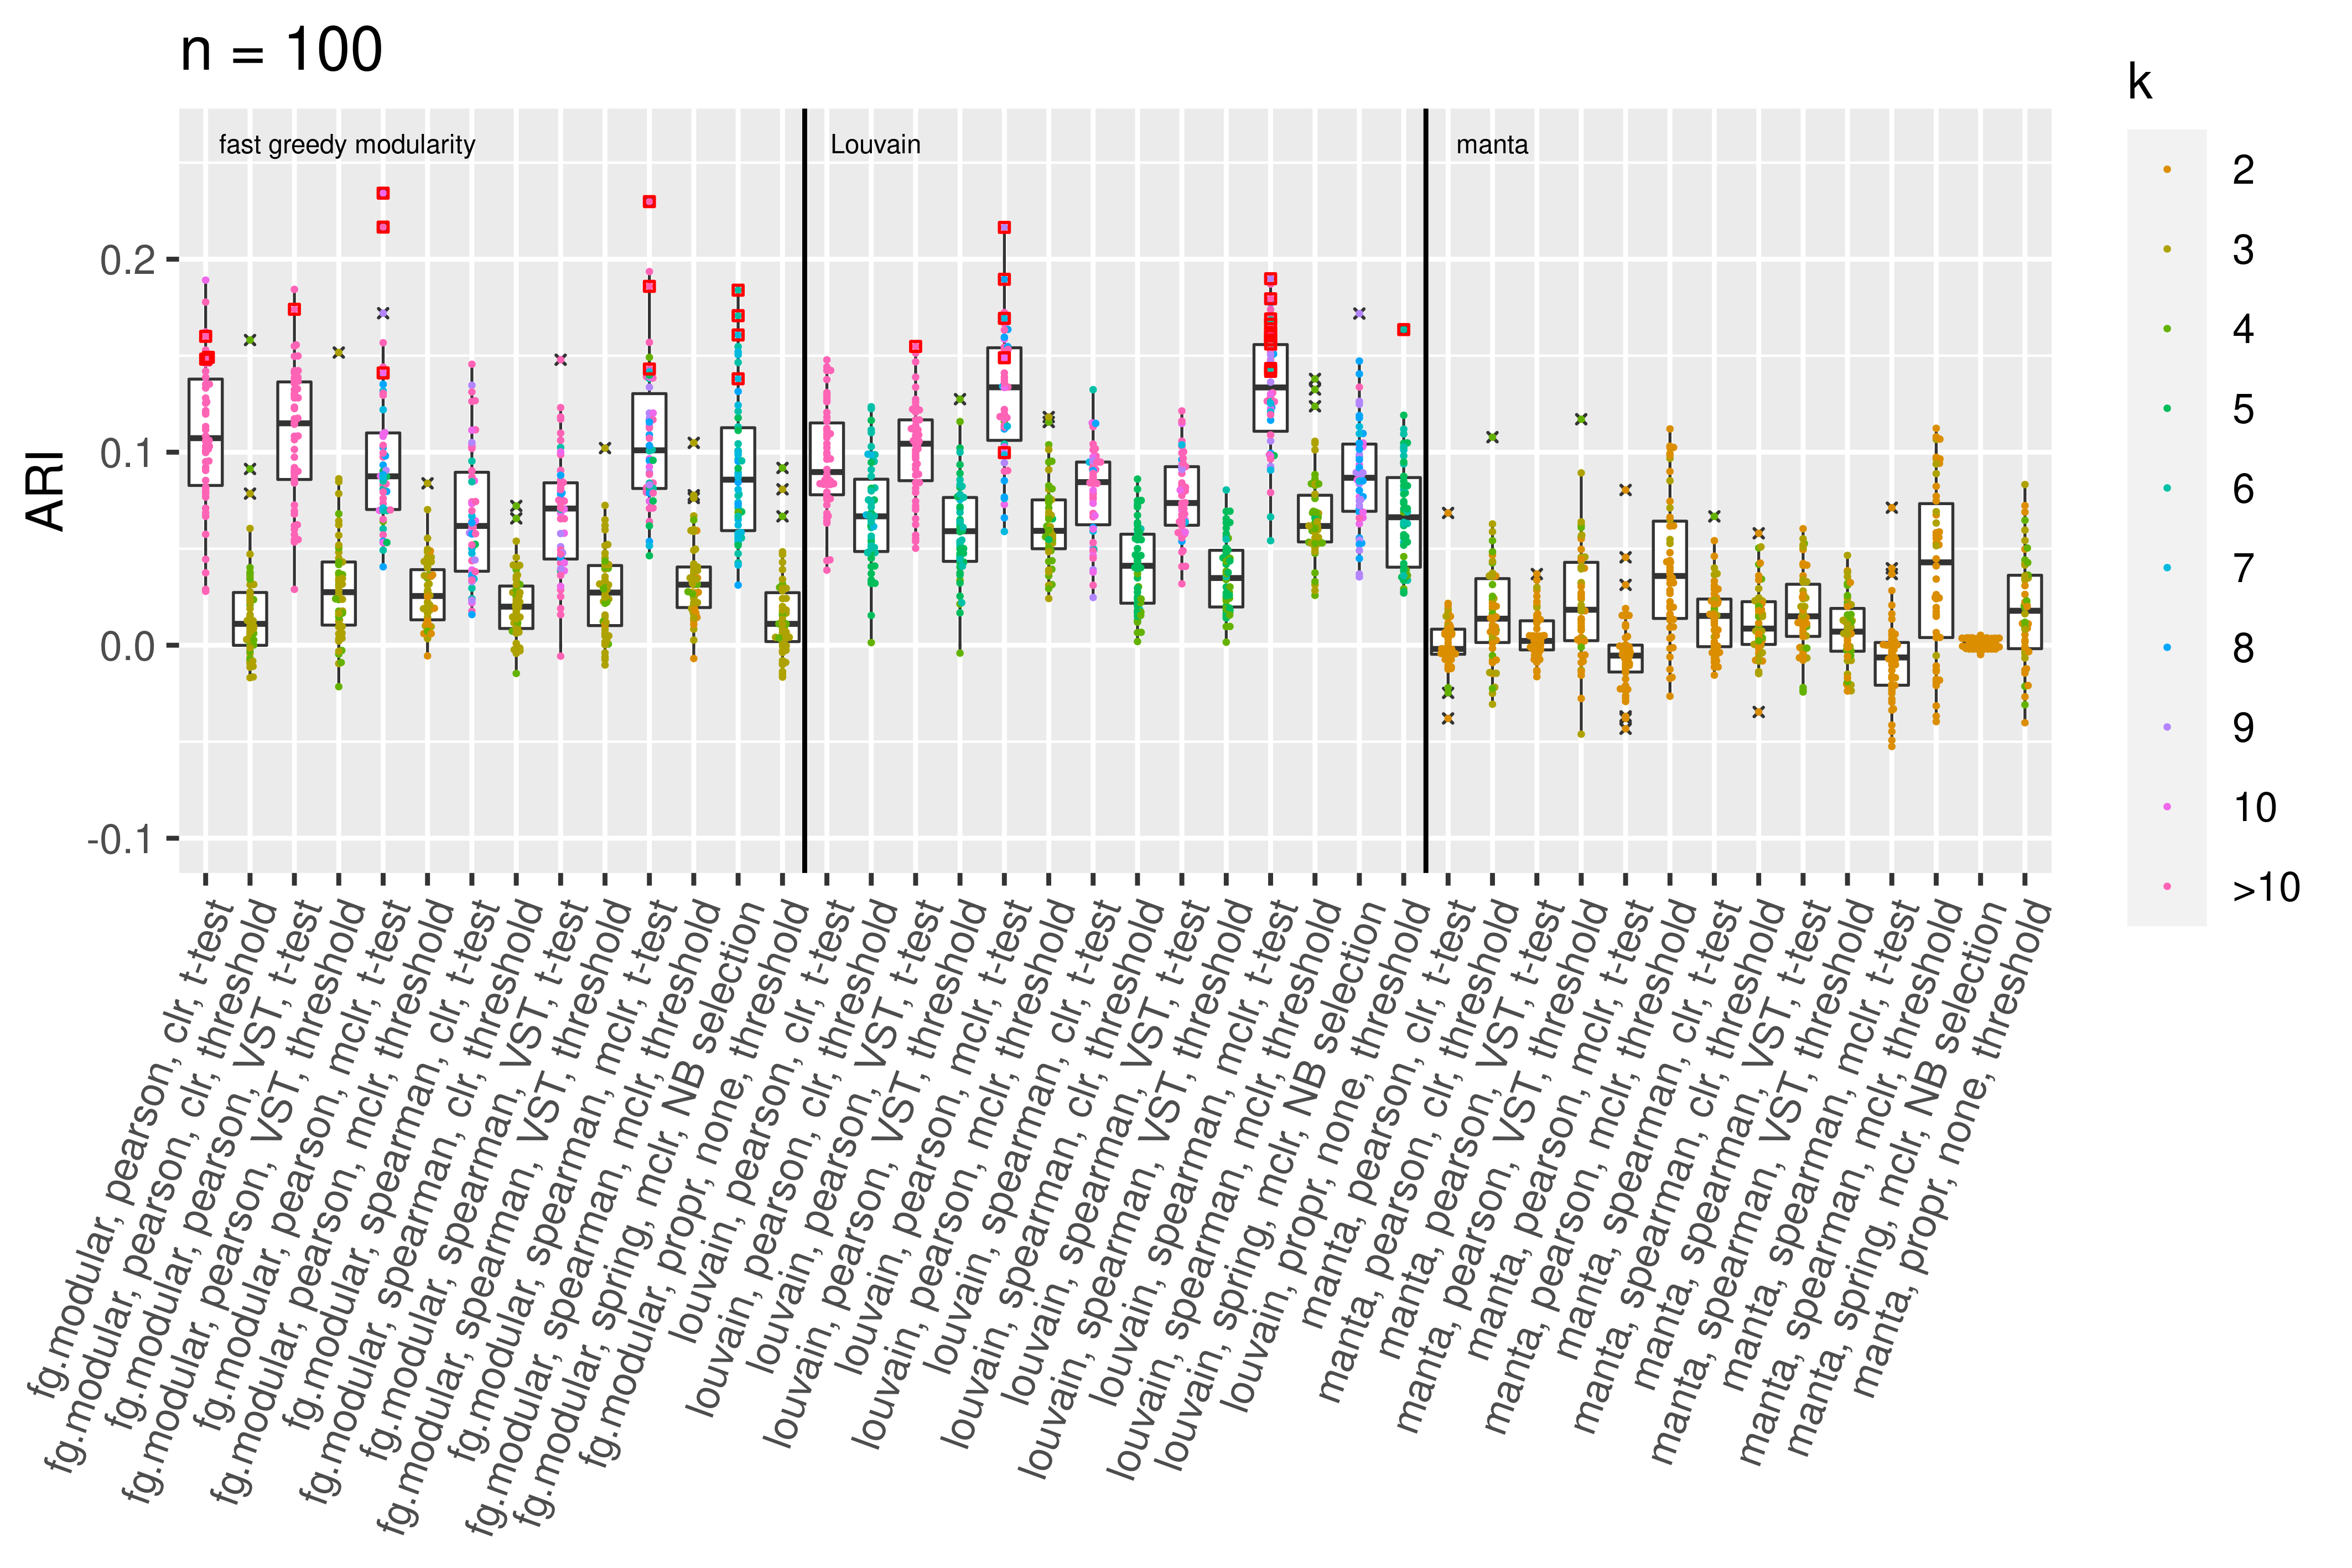 n = 100
fast greedy modularity
Louvain
manta
ARI
0.2
0.1
0.0
-0.1
fg.modular, pearson, clr, t-test
fg.modular, pearson, clr, threshold
fg.modular, pearson, VST, t-test
fg.modular, pearson, VST, threshold
fg.modular, pearson, mclr, t-test
fg.modular, pearson, mclr, threshold
fg.modular, spearman, clr, t-test
fg.modular, spearman, clr, threshold
fg.modular, spearman, VST, t-test
fg.modular, spearman, VST, threshold
fg.modular, spearman, mclr, t-test
fg.modular, spearman, mclr, threshold
fg.modular, spring, mclr, NB selection
fg.modular, propr, none, threshold
louvain, pearson, clr, t-test
louvain, pearson, clr, threshold
louvain, pearson, VST, t-test
louvain, pearson, VST, threshold
louvain, pearson, mclr, t-test
louvain, pearson, mclr, threshold
louvain, spearman, clr, t-test
louvain, spearman, clr, threshold
louvain, spearman, VST, t-test
louvain, spearman, VST, threshold
louvain, spearman, mclr, t-test
louvain, spearman, mclr, threshold
louvain, spring, mclr, NB selection
louvain, propr, none, threshold
manta, pearson, clr, t-test
manta, pearson, clr, threshold
manta, pearson, VST, t-test
manta, pearson, VST, threshold
manta, pearson, mclr, t-test
manta, pearson, mclr, threshold
manta, spearman, clr, t-test
manta, spearman, clr, threshold
manta, spearman, VST, t-test
manta, spearman, VST, threshold
manta, spearman, mclr, t-test
manta, spearman, mclr, threshold
manta, spring, mclr, NB selection
manta, propr, none, threshold
k
2
3
4
5
6
7
8
9
10
>10